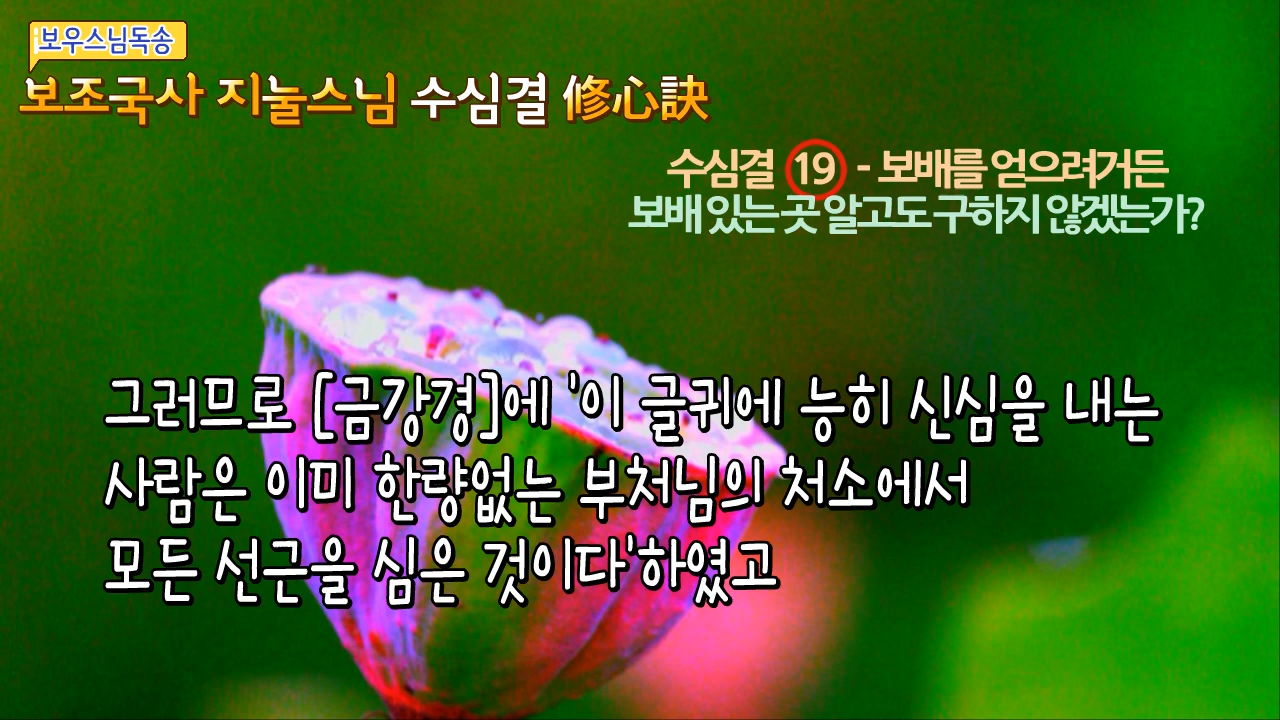 보우스님독송
보조국사 지눌스님 수심결 修心訣
수심결 19 - 보배를 얻으려거든
보배 있는 곳 알고도 구하지 않겠는가?
그러므로 [금강경]에 '이 글귀에 능히 신심을 내는
사람은 이미 한량없는 부처님의 처소에서
모든 선근을 심은 것이다'하였고